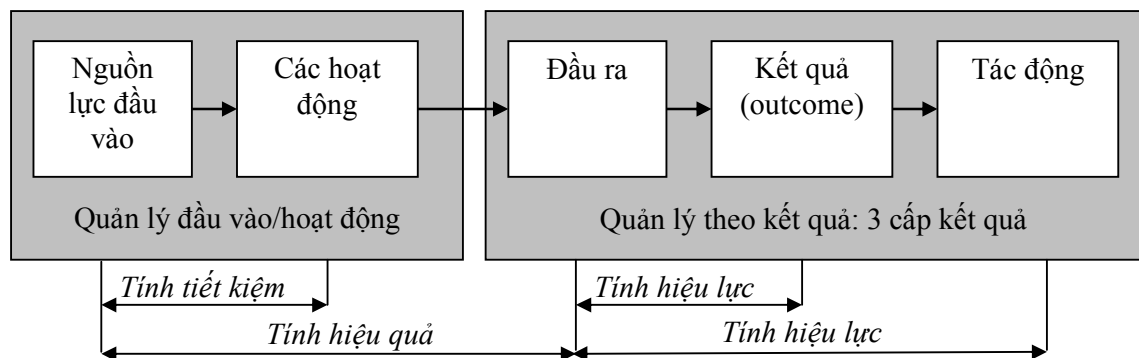 Nguồn
lực đầu
vào
Các hoạt
động
Đầu ra
Kết quả
(outcome)
Tác động
Quản lý đầu vào/hoạt động
Quản lý theo kết quả: 3 cấp kết quả
Tính tiết kiệm
Tính hiệu lực
Tính hiệu quả
Tính hiệu lực